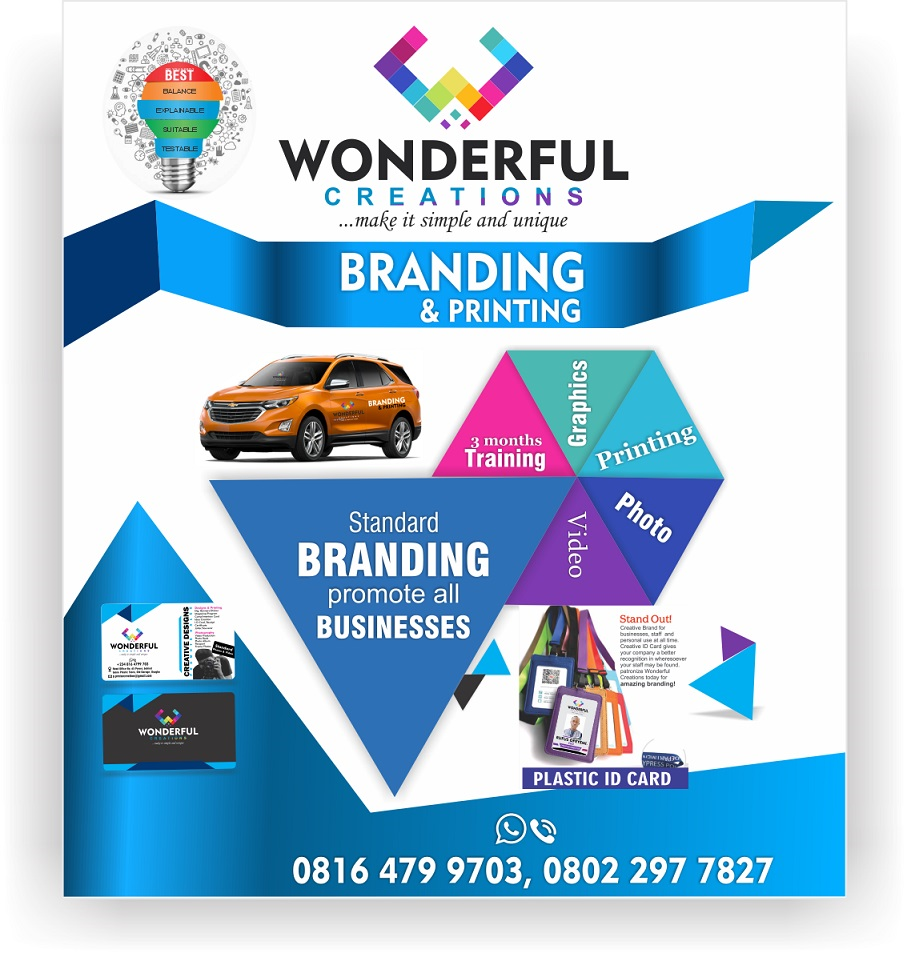 BEST
BALANCE
EXPLAINABLE
SUITABLE
TESTABLE
WONDERFUL
CREATIONS
...make it simple and unique
BRANDING
& PRINTING
WONDERFUL
BRANDING
& PRINTING
3 months
Training
Graphics
Printing
Photo
Video
Standard
BRANDING
promote all
BUSINESSES
WONDERFUL
CREATIONS
CREATIVE DESIGNS
WONDERFUL
CREATIONS
Stand Out!
Creative Brand for
businesses, staff and
personal use at all time.
Creative ID Card gives
your company a better
recognition in wheresoever
your staff may be found.
patronize Wonderful
Creations today for
amazing branding!
WONDERFUL
PLASTIC ID CARD
0816 479 9703, 0802 297 7827